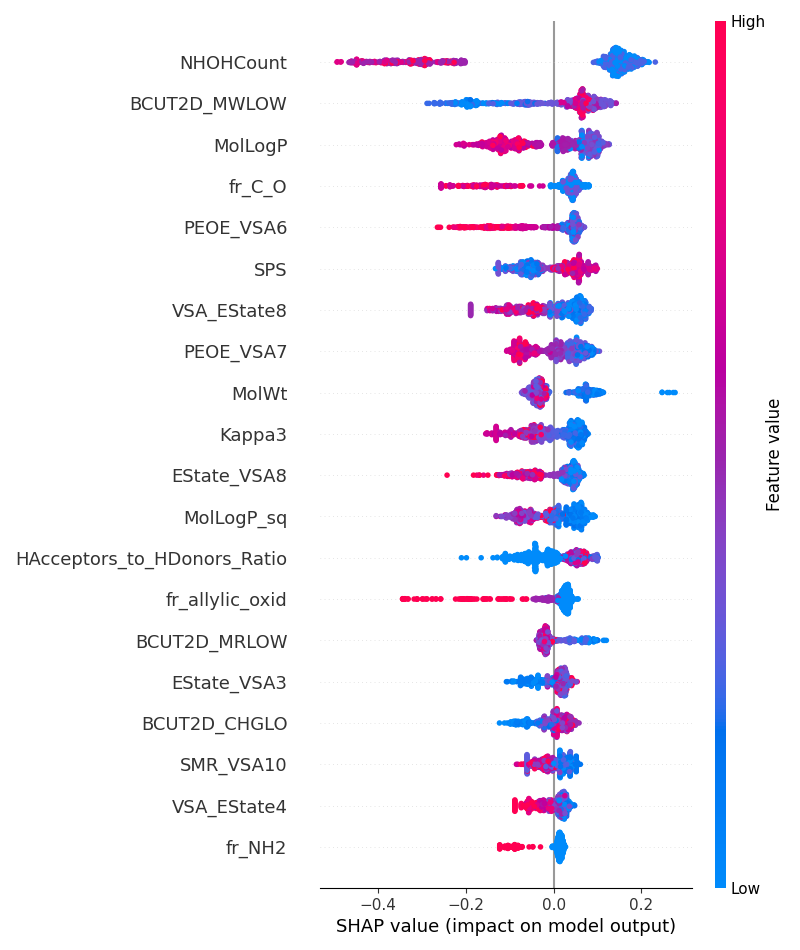 High
NHOHCount
BCUT2D_MWLOW
MolLogP
fr_C_O
PEOE_VSA6
SPS
VSA_EState8
PEOE_VSA7
MolWt
Kappa3
EState_VSA8
MolLogP_sq
HAcceptors_to_HDonors_Ratio
fr_allylic_oxid
BCUT2D_MRLOW
EState_VSA3
BCUT2D_CHGLO
SMR_VSA10
VSA_EState4
fr_NH2
Feature value
Low
−0.4 −0.2 0.0 0.2
SHAP value (impact on model output)